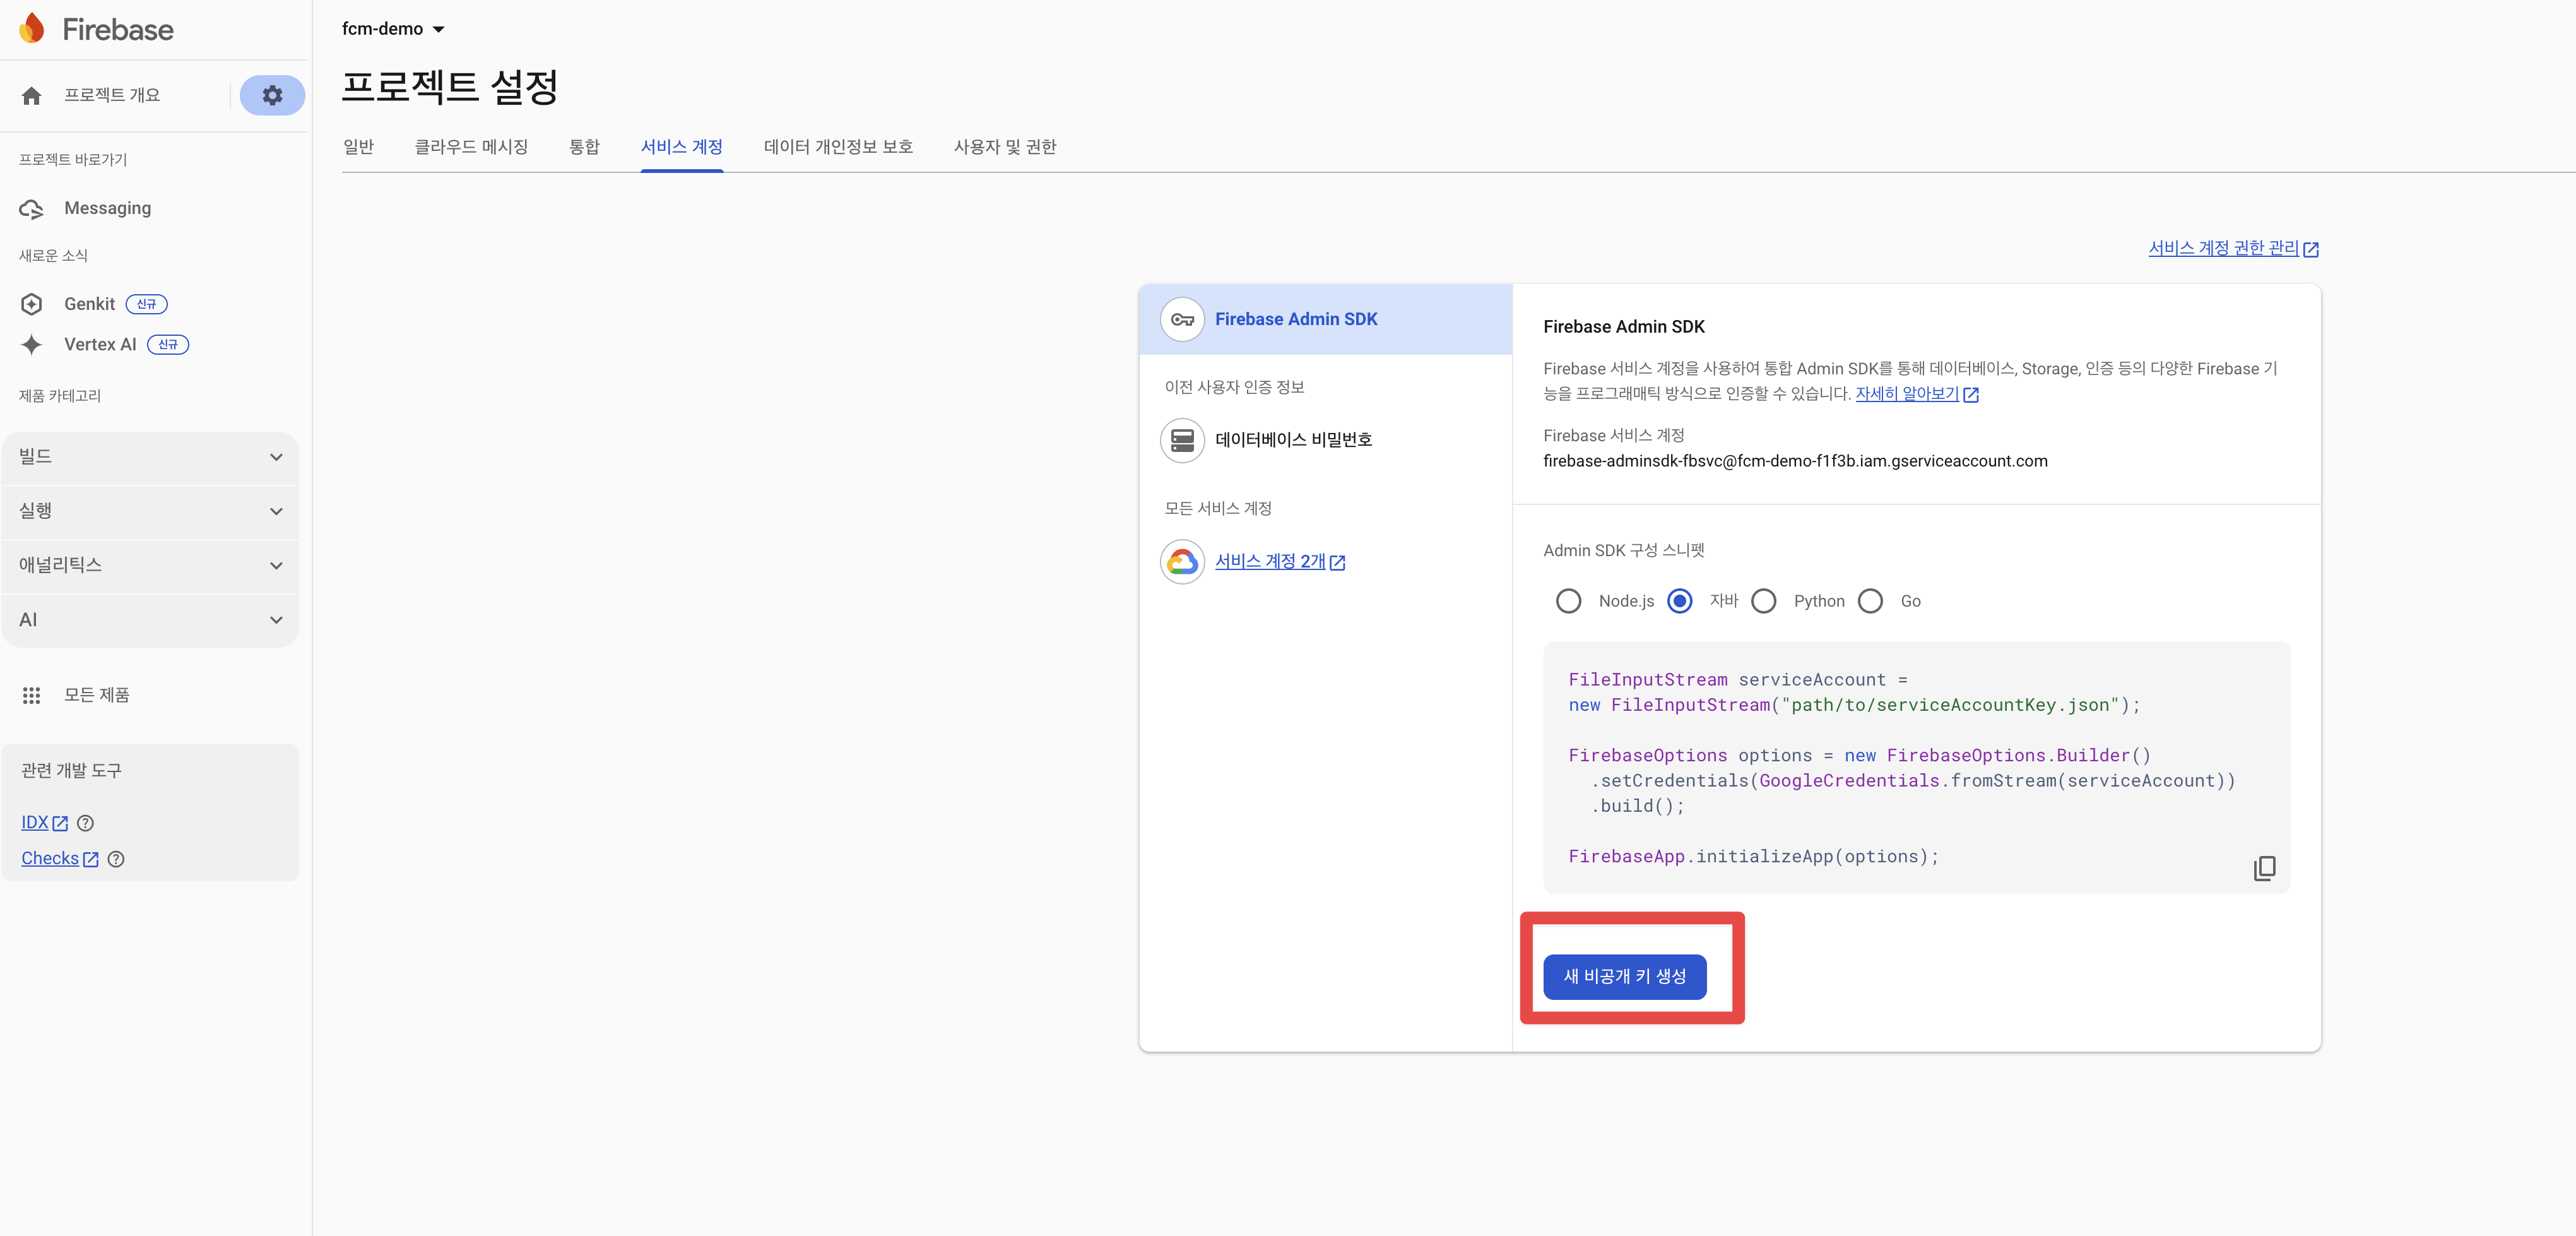 Firebase
프로젝트 개요
프로젝트 바로가기
Messaging
새로운 소식
Genkit 신규
Vertex AI 신규
제품 카테고리
빌드
실행
애널리틱스
AI
모든 제품
관련 개발 도구
IDX
Checks
fcm-demo
프로젝트 설정
일반 클라우드 메시징 통합 서비스 계정 데이터 개인정보 보호 사용자 및 권한
서비스 계정 권한 관리
Firebase Admin SDK
이전 사용자 인증 정보
데이터베이스 비밀번호
모든 서비스 계정
서비스 계정 2개
Firebase Admin SDK
Firebase 서비스 계정을 사용하여 통합 Admin SDK를 통해 데이터베이스, Storage, 인증 등의 다양한 Firebase 기
능을 프로그래매틱 방식으로 인증할 수 있습니다. 자세히 알아보기
Firebase 서비스 계정
firebase-adminsdk-fbsvc@fcm-demo-f1f3b.iam.gserviceaccount.com
Admin SDK 구성 스니펫
Node.js 자바 Python Go
FileInputStream serviceAccount =
new FileInputStream("path/to/serviceAccountKey.json");
FirebaseOptions options = new FirebaseOptions.Builder()
.setCredentials(GoogleCredentials.fromStream(serviceAccount))
.build();
FirebaseApp.initializeApp(options);
새 비공개 키 생성